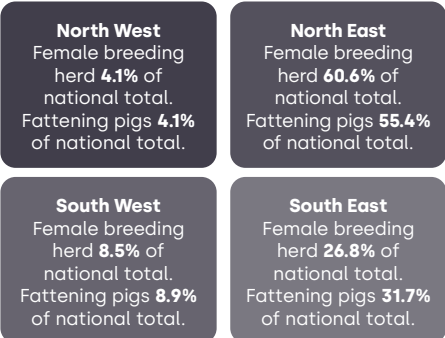 North West
Female breeding
herd 4.1% of
national total.
Fattening pigs 4.1%
of national total.
North East
Female breeding
herd 60.6% of
national total.
Fattening pigs 55.4%
of national total.
South West
Female breeding
herd 8.5% of
national total.
Fattening pigs 8.9%
of national total.
South East
Female breeding
herd 26.8% of
national total.
Fattening pigs 31.7%
of national total.